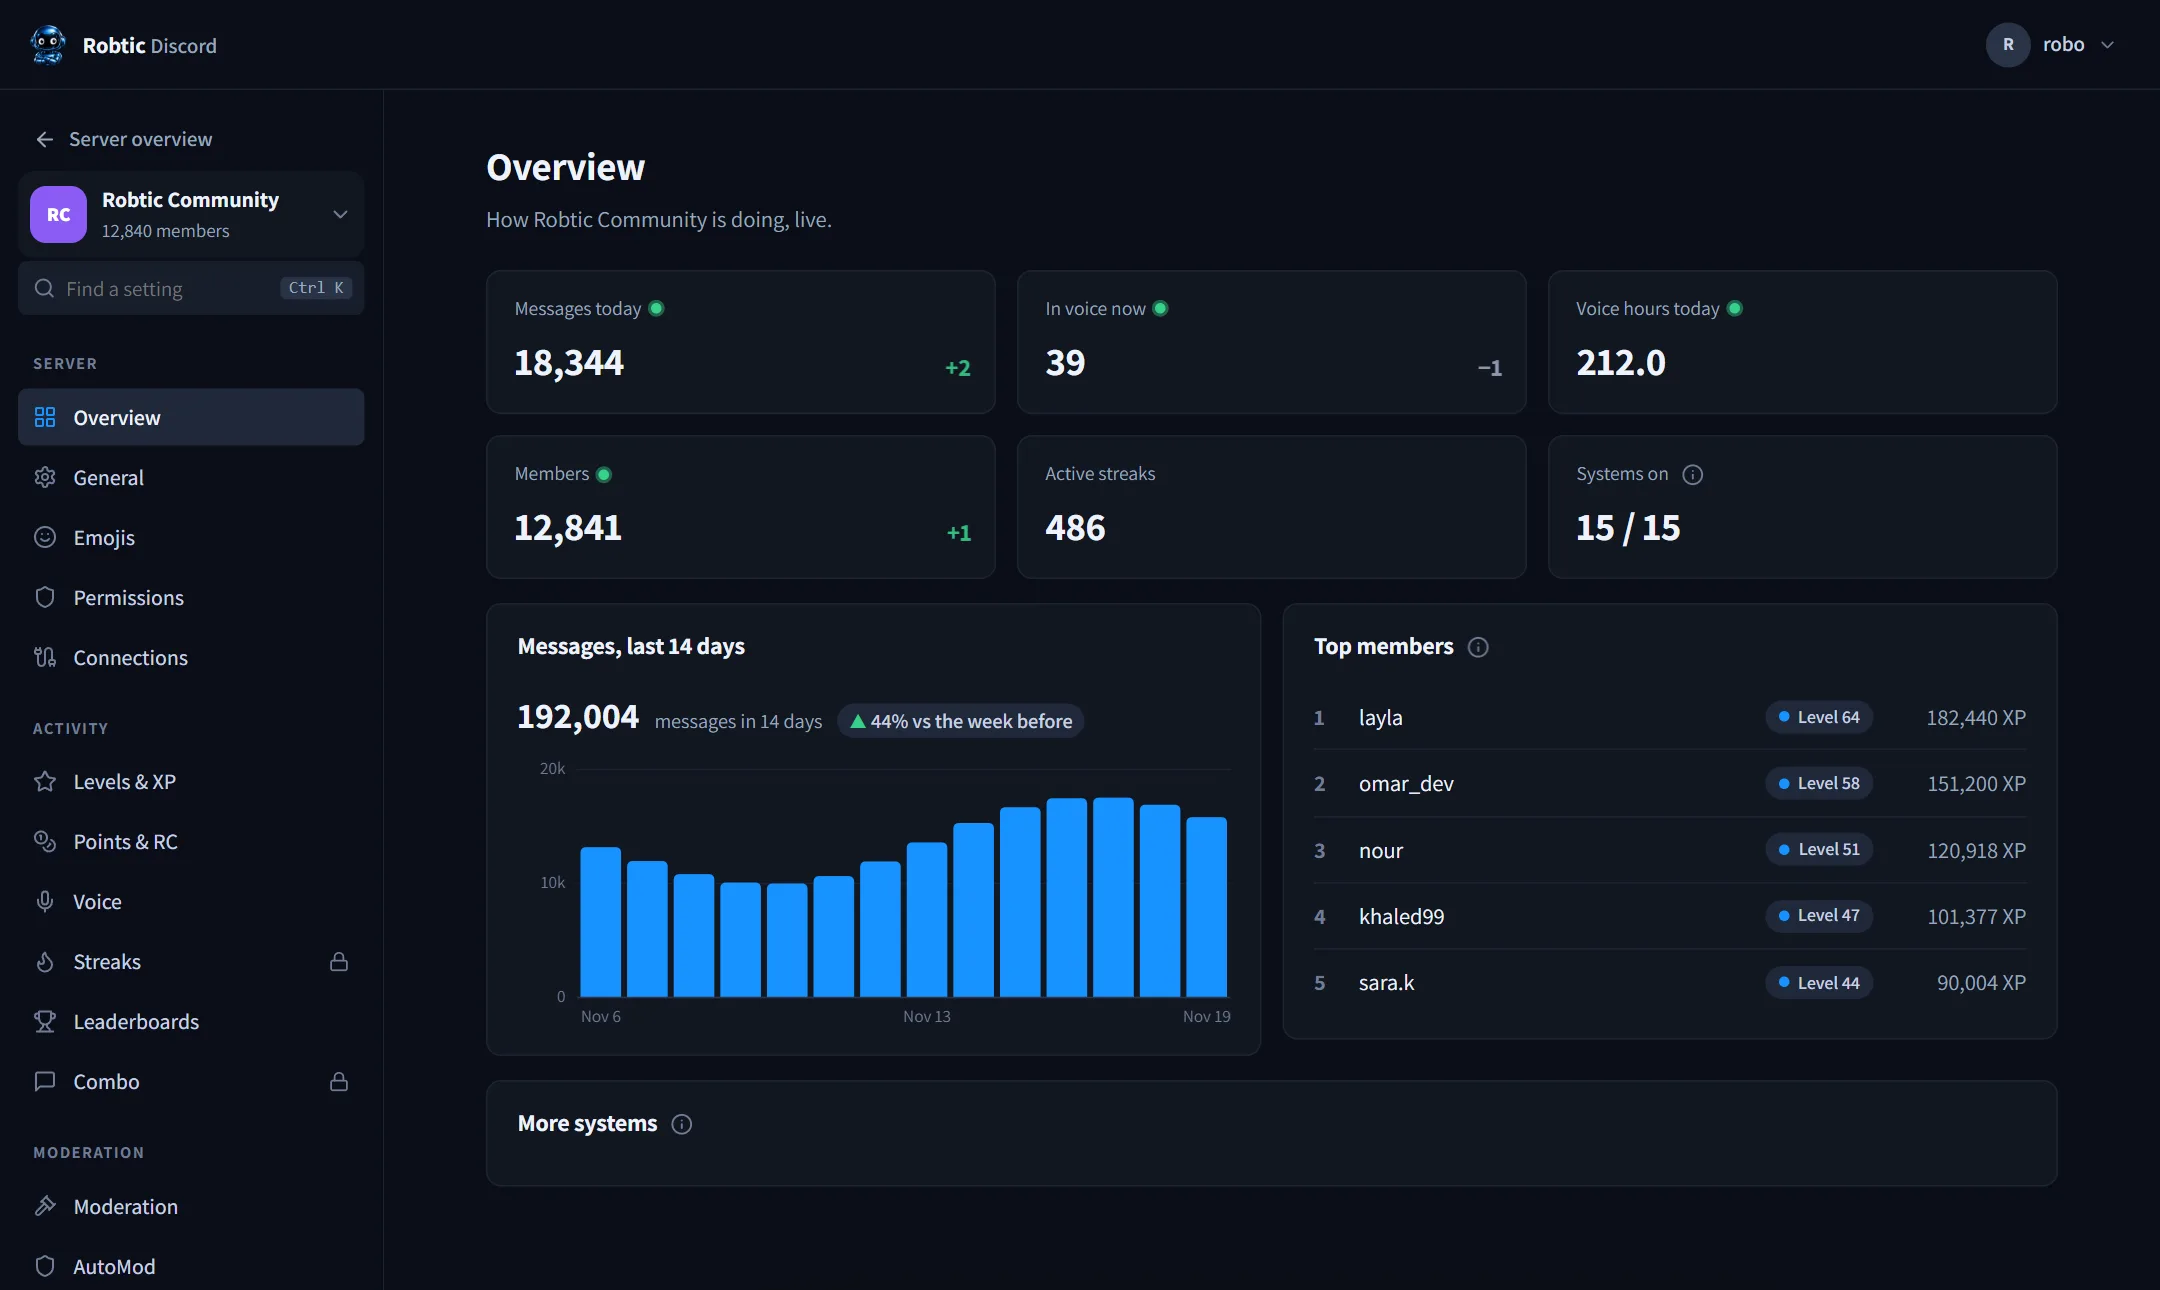 Robtic Discord
R robo
Server overview
RC Robtic Community
12,840 members
Find a setting Ctrl K
SERVER
Overview
General
Emojis
Permissions
Connections
ACTIVITY
Levels & XP
Points & RC
Voice
Streaks
Leaderboards
Combo
MODERATION
Moderation
AutoMod
Overview
How Robtic Community is doing, live.
Messages today
18,344 +2
In voice now
39 −1
Voice hours today
212.0
Members
12,841 +1
Active streaks
486
Systems on
15 / 15
Messages, last 14 days
192,004 messages in 14 days ▲ 44% vs the week before
20k
10k
0
Nov 6 Nov 13 Nov 19
Top members
1 layla Level 64 182,440 XP
2 omar_dev Level 58 151,200 XP
3 nour Level 51 120,918 XP
4 khaled99 Level 47 101,377 XP
5 sara.k Level 44 90,004 XP
More systems